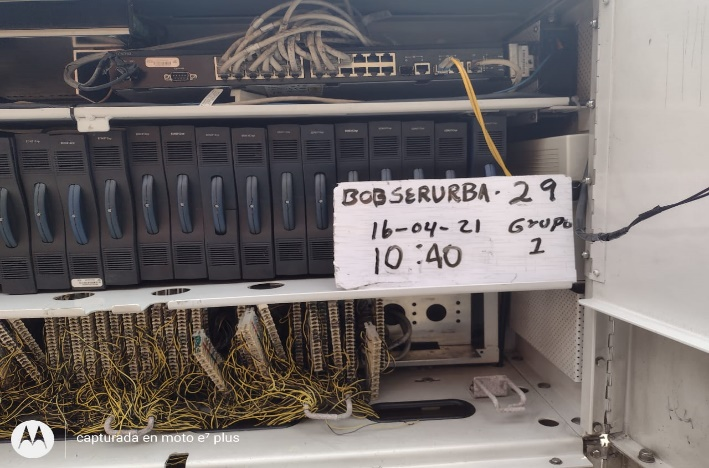 BOBSERURBA. 29
16-04-21 Grupo
10:40 1
capturada en moto e⁷ plus